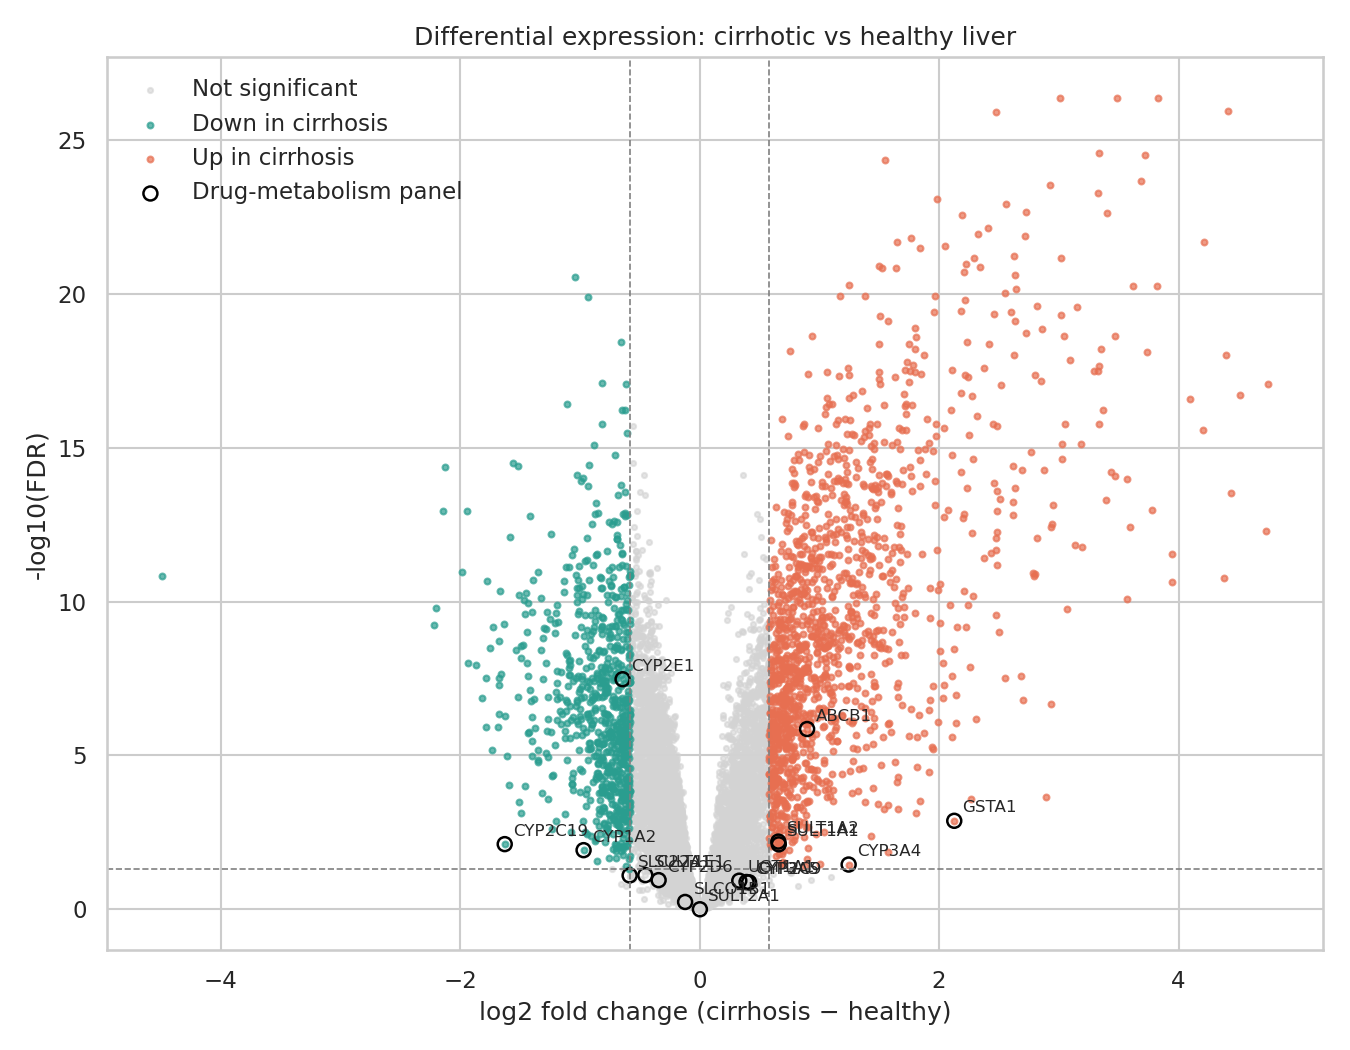 Differential expression: cirrhotic vs healthy liver
Not significant
Down in cirrhosis
Up in cirrhosis
Drug-metabolism panel
25
20
15
10
5
0
-log10(FDR)
CYP2E1
ABCB1
GSTA1
CYP2C19
CYP1A2
SULT1A2
SULT1A1
CYP3A4
CYP2D6
SULT2A1
−4
−2
0
2
4
log2 fold change (cirrhosis − healthy)